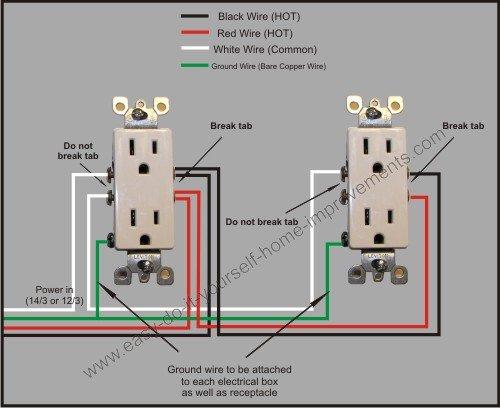 Black Wire (HOT)
Red Wire (HOT)
White Wire (Common)
Ground Wire (Bare Copper Wire)
Do not
break tab
Break tab
Break tab
Do not break tab
Power in
(14/3 or 12/3)
LEVITON
LEVITON
Ground wire to be attached
to each electrical box
as well as receptacle
www.easy-do-it-yourself-home-improvements.com